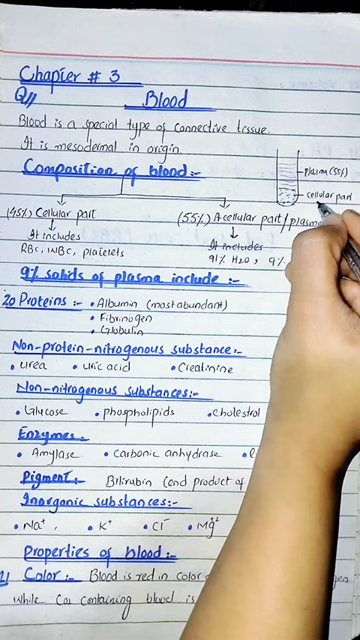 Chapter # 3
Q1// Blood
Blood is a special type of connective tissue.
It is mesodermal in origin.
Composition of blood:-
plasma (55%)
cellular part
(45%) Cellular part
(55%) Acellular part/plasma
It includes
RBC, WBC, platelets
It includes
91% H2O, 9%
9% solids of plasma include:-
Proteins:- • Albumin (most abundant)
• Fibrinogen
• Globulin
Non-protein-nitrogenous substance:-
• urea • uric acid • Creatinine
Non-nitrogenous substances:-
• Glucose • phospholipids • cholestrol
Enzymes:-
• Amylase • carbonic anhydrase •
Pigment:- Bilirubin (end product of
Inorganic substances:-
• Na⁺, • K⁺ • Cl⁻ • Mg²⁺
Properties of blood:-
1) Color:- Blood is red in color
While CO2 containing blood is